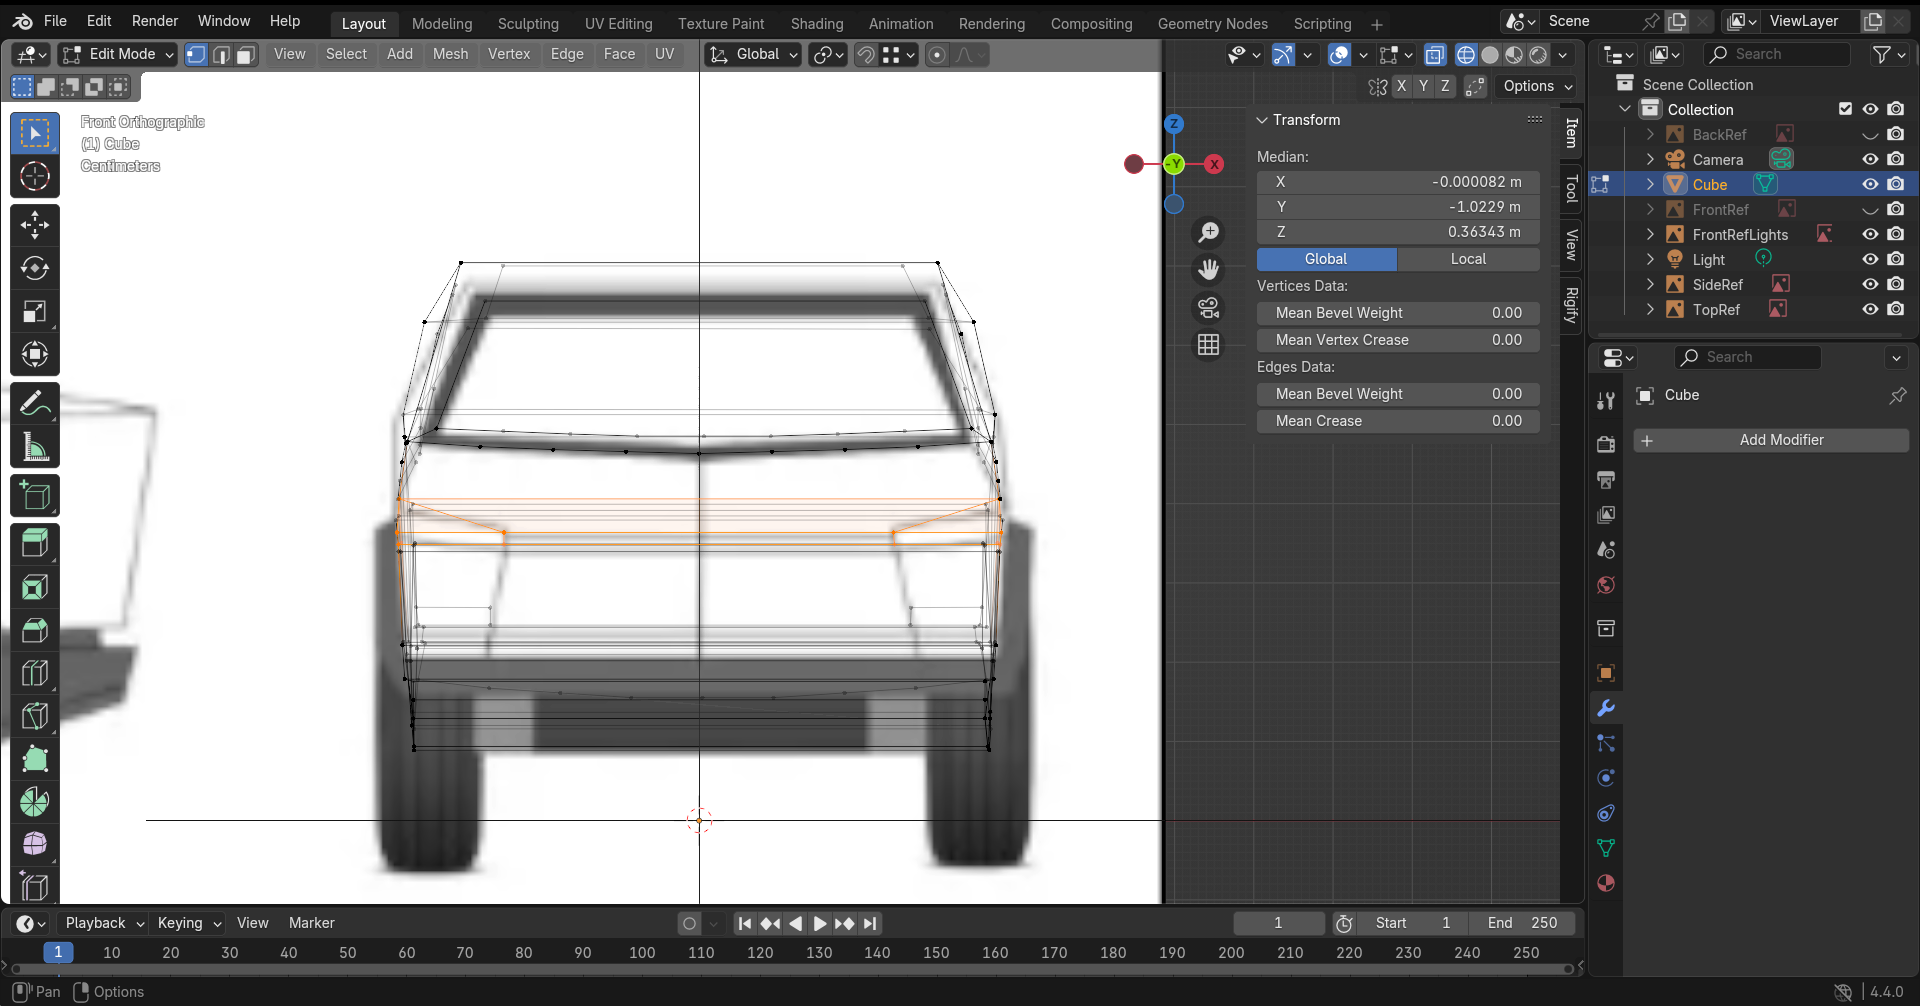 File Edit Render Window Help
Layout Modeling Sculpting UV Editing Texture Paint Shading Animation Rendering Compositing Geometry Nodes Scripting +
Scene
ViewLayer
Edit Mode
View Select Add Mesh Vertex Edge Face UV
Global
Search
X Y Z
Options
Front Orthographic
(1) Cube
Centimeters
Z
-Y
X
Transform
Median:
X -0.000082 m
Y -1.0229 m
Z 0.36343 m
Global Local
Vertices Data:
Mean Bevel Weight 0.00
Mean Vertex Crease 0.00
Edges Data:
Mean Bevel Weight 0.00
Mean Crease 0.00
Item
Tool
View
Rigify
Scene Collection
Collection
BackRef
Camera
Cube
FrontRef
FrontRefLights
Light
SideRef
TopRef
Search
Cube
+ Add Modifier
Playback Keying View Marker
1
Start 1
End 250
1 10 20 30 40 50 60 70 80 90 100 110 120 130 140 150 160 170 180 190 200 210 220 230 240 250
Pan Options
4.4.0